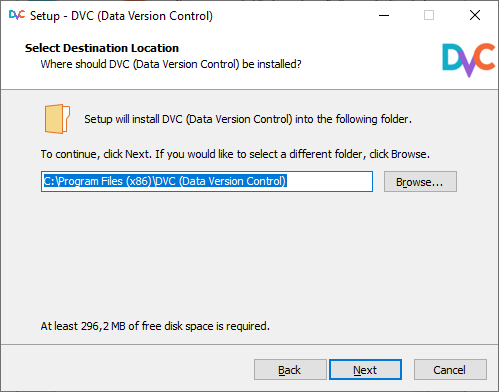 Setup - DVC (Data Version Control)
Select Destination Location
Where should DVC (Data Version Control) be installed?
DVC
Setup will install DVC (Data Version Control) into the following folder.
To continue, click Next. If you would like to select a different folder, click Browse.
C:\Program Files (x86)\DVC (Data Version Control)
Browse...
At least 296,2 MB of free disk space is required.
Back
Next
Cancel